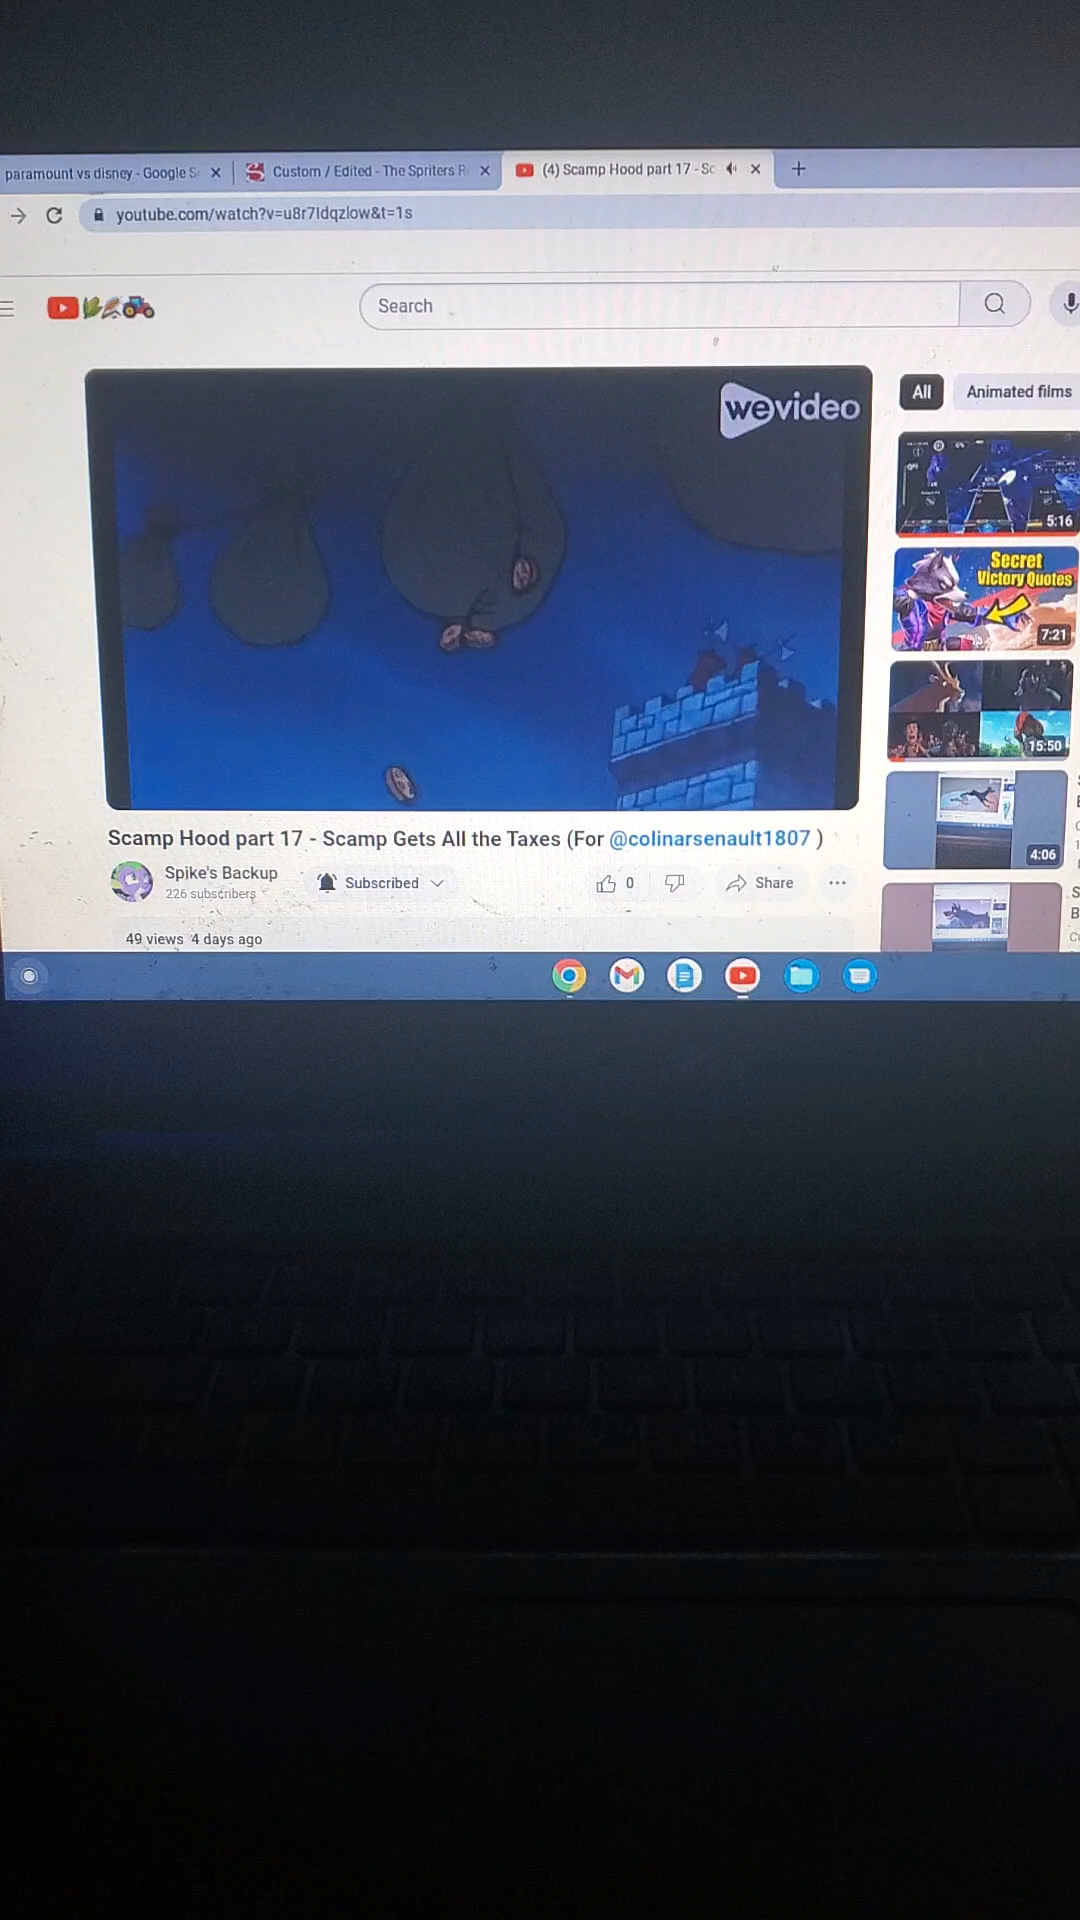 paramount vs disney - Google S
Custom / Edited - The Spriters R
(4) Scamp Hood part 17 - Sc
youtube.com/watch?v=u8r7ldqzlow&t=1s
Search
wevideo
All
Animated films
5:16
Secret
Victory Quotes
7:21
15:50
4:06
Scamp Hood part 17 - Scamp Gets All the Taxes (For @colinarsenault1807 )
Spike's Backup
226 subscribers
Subscribed
0
Share
49 views 4 days ago